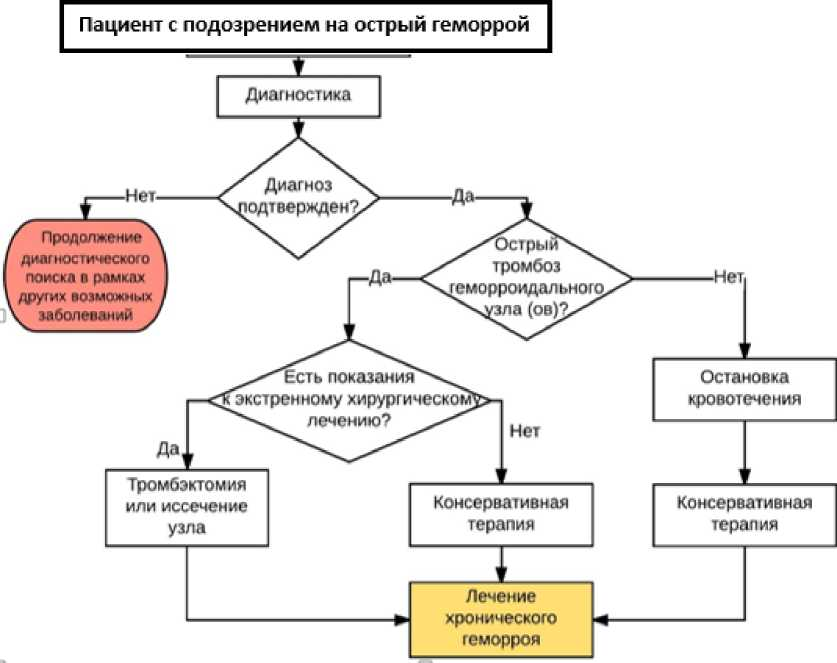 Пациент с подозрением на острый геморрой
Диагностика
Диагноз
подтвержден?
Нет
Да
Продолжение
диагностического
поиска в рамках
других возможных
заболеваний
Острый
тромбоз
геморроидального
узла (ов)?
Да
Нет
Есть показания
к экстренному хирургическому
лечению?
Остановка
кровотечения
Да
Нет
Тромбэктомия
или иссечение
узла
Консервативная
терапия
Консервативная
терапия
Лечение
хронического
геморроя